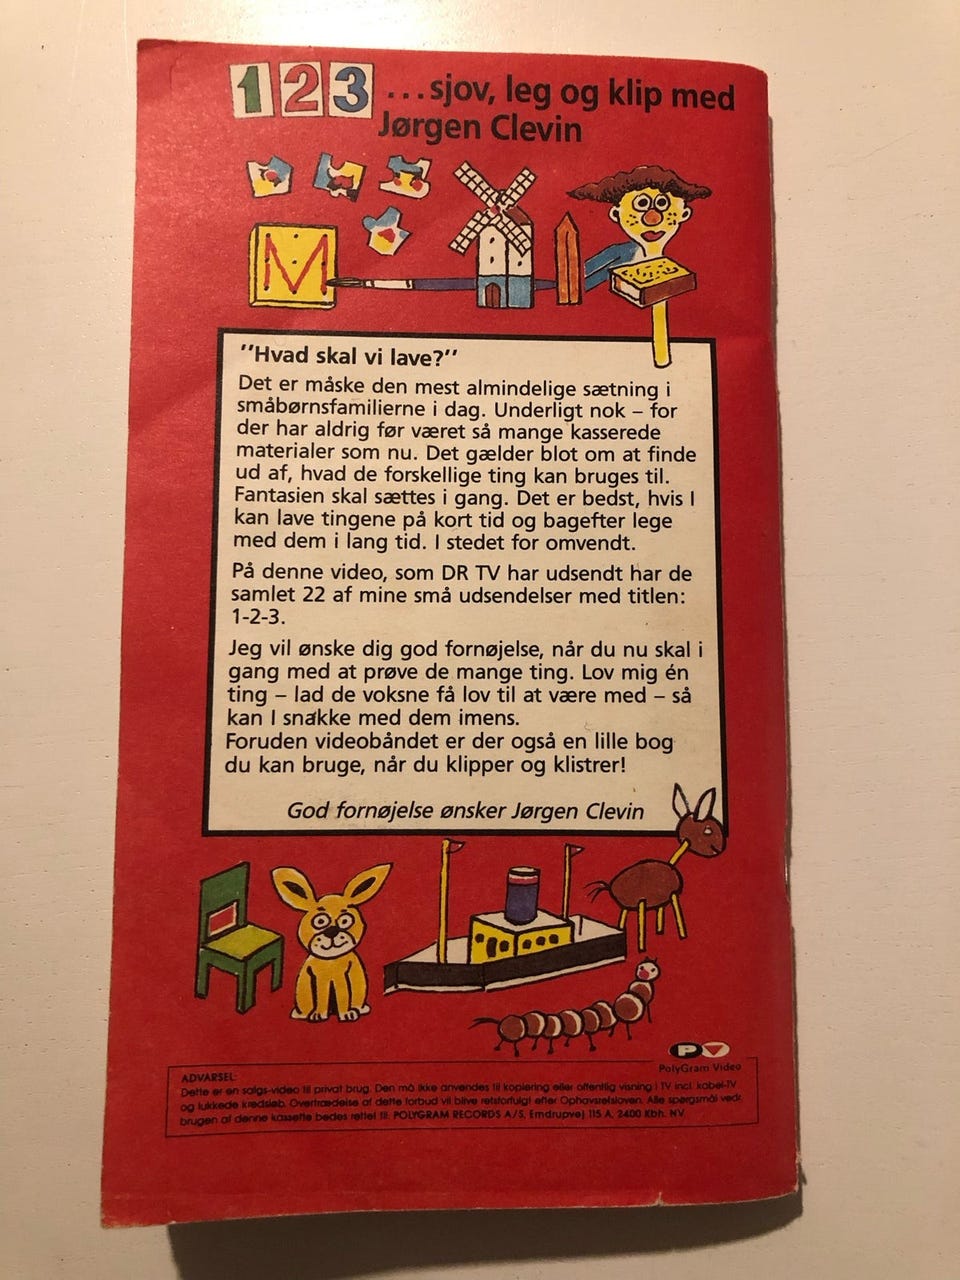 123 ...sjov, leg og klip med
Jørgen Clevin
M
"Hvad skal vi lave?"
Det er måske den mest almindelige sætning i
småbørnsfamilierne i dag. Underligt nok – for
der har aldrig før været så mange kasserede
materialer som nu. Det gælder blot om at finde
ud af, hvad de forskellige ting kan bruges til.
Fantasien skal sættes i gang. Det er bedst, hvis I
kan lave tingene på kort tid og bagefter lege
med dem i lang tid. I stedet for omvendt.
På denne video, som DR TV har udsendt har de
samlet 22 af mine små udsendelser med titlen:
1-2-3.
Jeg vil ønske dig god fornøjelse, når du nu skal i
gang med at prøve de mange ting. Lov mig én
ting – lad de voksne få lov til at være med – så
kan I snakke med dem imens.
Foruden videobåndet er der også en lille bog
du kan bruge, når du klipper og klistrer!
God fornøjelse ønsker Jørgen Clevin
PV
PolyGram Video
ADVARSEL:
Dette er en salgs-video til privat brug. Den må ikke anvendes til kopiering eller offentlig visning i TV incl. kabel-TV
og lukkede kredsløb. Overtrædelse af dette forbud vil blive retsforfulgt efter Ophavsretsloven. Alle spørgsmål vedr.
brugen af denne kassette bedes rettet til: POLYGRAM RECORDS A/S, Emdrupvej 115 A, 2400 Kbh. NV.